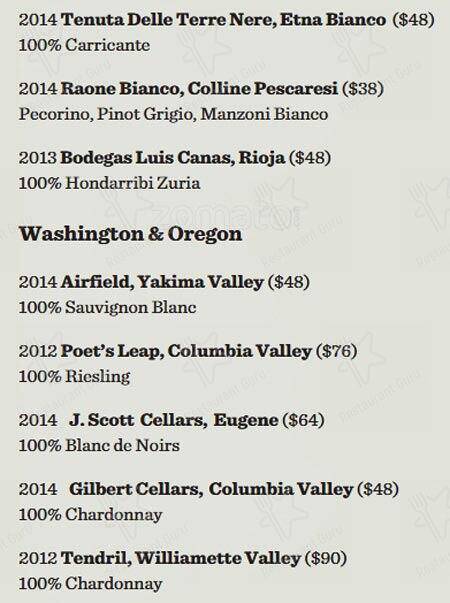 2014 Tenuta Delle Terre Nere, Etna Bianco ($48)
100% Carricante
2014 Raone Bianco, Colline Pescaresi ($38)
Pecorino, Pinot Grigio, Manzoni Bianco
2013 Bodegas Luis Canas, Rioja ($48)
100% Hondarribi Zuria
zomato
Washington & Oregon
2014 Airfield, Yakima Valley ($48)
100% Sauvignon Blanc
2012 Poet's Leap, Columbia Valley ($76)
100% Riesling
2014 J. Scott Cellars, Eugene ($64)
100% Blanc de Noirs
2014 Gilbert Cellars, Columbia Valley ($48)
100% Chardonnay
2012 Tendril, Williamette Valley ($90)
100% Chardonnay
Restaurant Guru